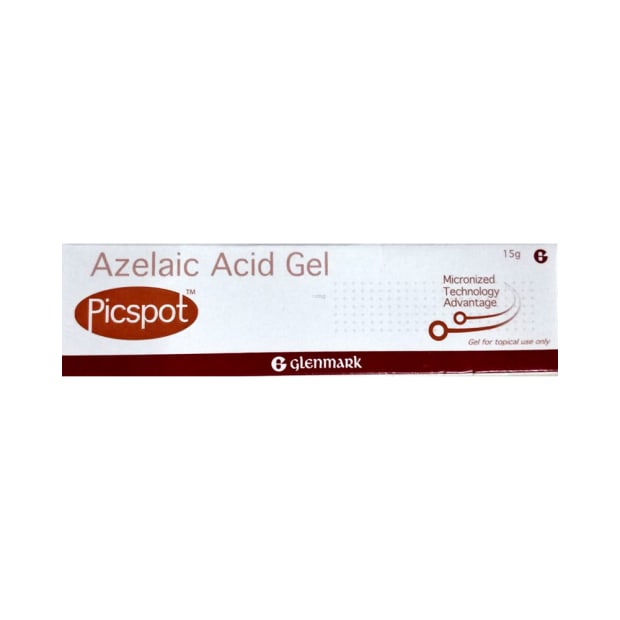 Azelaic Acid Gel
15g
Picspot™
Micronized
Technology
Advantage
Gel for topical use only
Glenmark